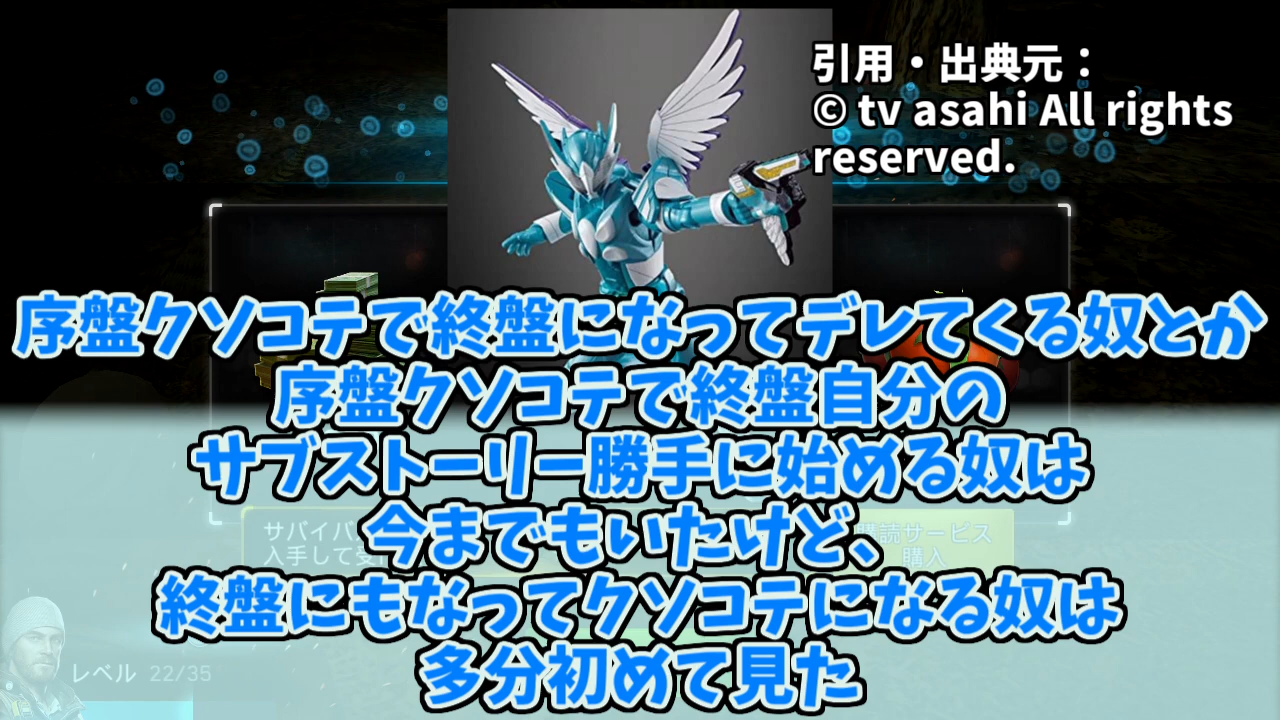 引用・出典元：
© tv asahi All rights
reserved.
序盤クソコテで終盤になってデレてくる奴とか
序盤クソコテで終盤自分の
サブストーリー勝手に始める奴は
今までもいたけど、
終盤にもなってクソコテになる奴は
多分初めて見た
サバイバ
入手して受
購読サービス
購入
レベル 22/35